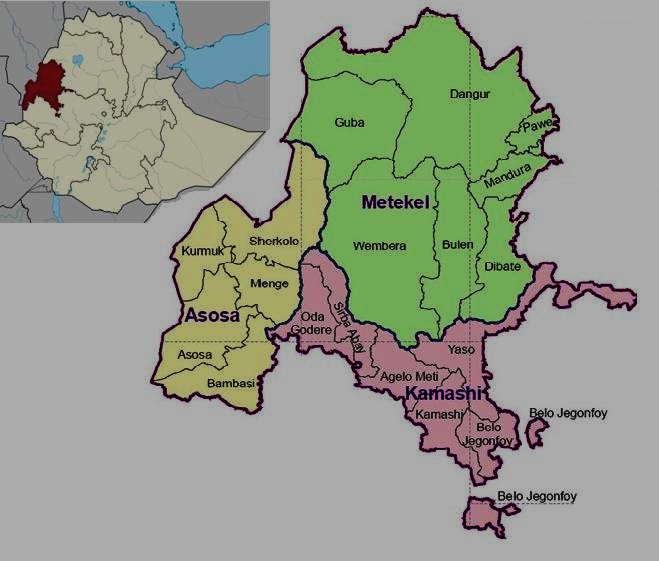 Dangur
Guba
Pawe
Mandura
Metekel
Wembera
Bulen
Dibate
Sherkole
Kurmuk
Menge
Asosa
Asosa
Bambasi
Oda
Godere
Sirba Abay
Yaso
Agelo Meti
Kamashi
Kamashi
Belo
Jegonfoy
Belo Jegonfoy
Belo Jegonfoy